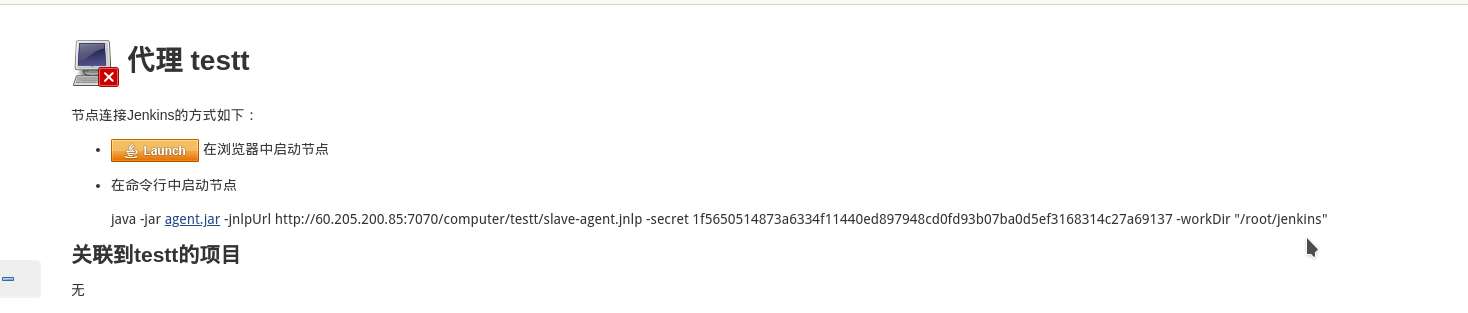 代理 testt
节点连接Jenkins的方式如下：
Launch 在浏览器中启动节点
在命令行中启动节点
java -jar agent.jar -jnlpUrl http://60.205.200.85:7070/computer/testt/slave-agent.jnlp -secret 1f5650514873a6334f11440ed897948cd0fd93b07ba0d5ef3168314c27a69137 -workDir "/root/jenkins"
关联到testt的项目
无